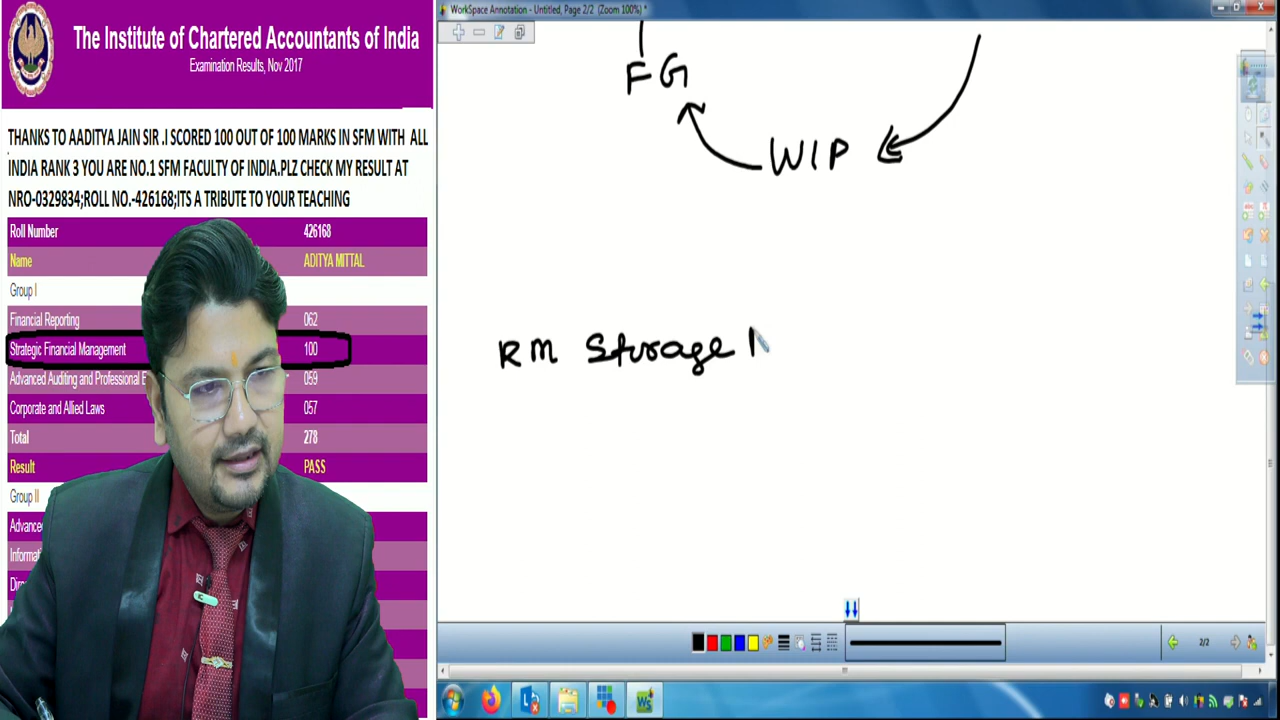 The Institute of Chartered Accountants of India
Examination Results, Nov 2017
THANKS TO AADITYA JAIN SIR .I SCORED 100 OUT OF 100 MARKS IN SFM WITH ALL
INDIA RANK 3 YOU ARE NO.1 SFM FACULTY OF INDIA.PLZ CHECK MY RESULT AT
NRO-0329834;ROLL NO.-426168;ITS A TRIBUTE TO YOUR TEACHING
Roll Number 426168
Name ADITYA MITTAL
Group I
Financial Reporting 062
Strategic Financial Management 100
Advanced Auditing and Professional E 059
Corporate and Allied Laws 057
Total 278
Result PASS
Group II
Advance
Informati
WorkSpace Annotation - Untitled, Page 2/2 (Zoom 100%) *
FG
WIP
RM Storage
2/2